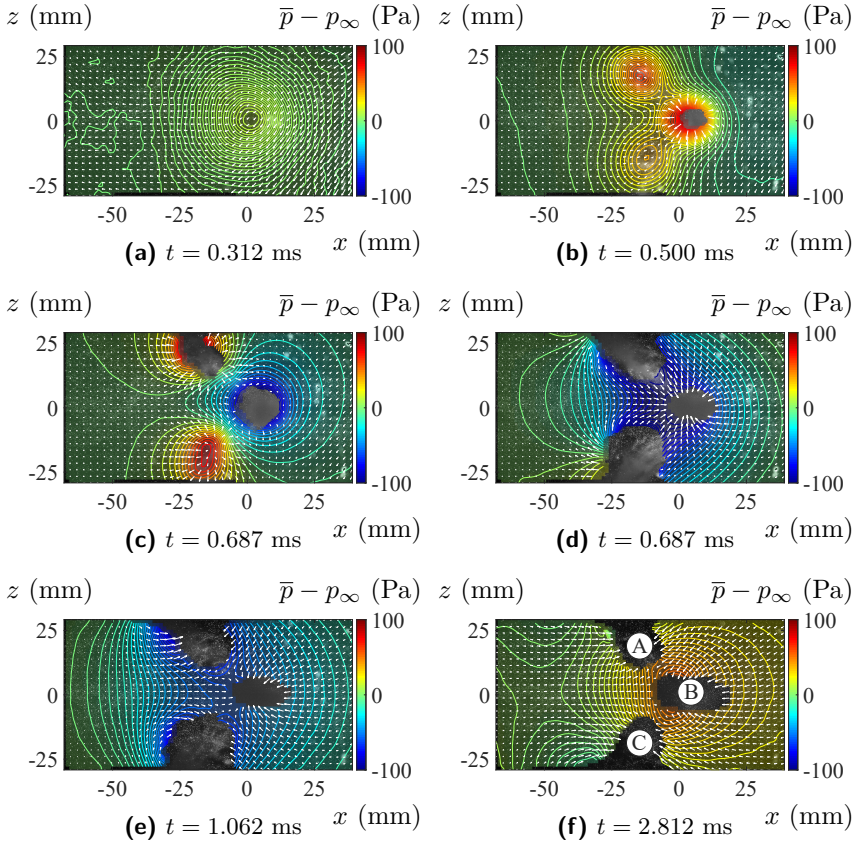 z (mm) p̅ − p∞ (Pa) z (mm) p̅ − p∞ (Pa)
25 0 -25 100 0 -100 25 0 -25 100 0 -100
-50 -25 0 25 -50 -25 0 25
(a) t = 0.312 ms x (mm) (b) t = 0.500 ms x (mm)
z (mm) p̅ − p∞ (Pa) z (mm) p̅ − p∞ (Pa)
25 0 -25 100 0 -100 25 0 -25 100 0 -100
-50 -25 0 25 -50 -25 0 25
(c) t = 0.687 ms x (mm) (d) t = 0.687 ms x (mm)
z (mm) p̅ − p∞ (Pa) z (mm) p̅ − p∞ (Pa)
25 0 -25 100 0 -100 25 0 -25 A B C 100 0 -100
-50 -25 0 25 -50 -25 0 25
(e) t = 1.062 ms x (mm) (f) t = 2.812 ms x (mm)